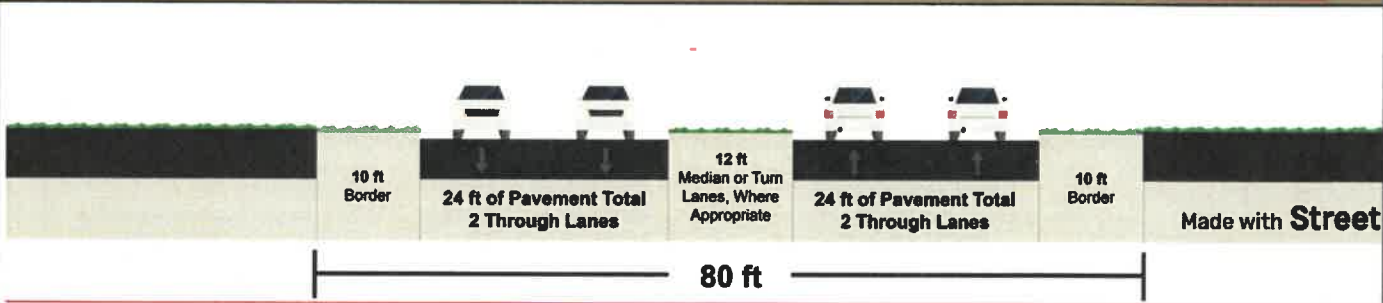 10 ft
Border
24 ft of Pavement Total
2 Through Lanes
12 ft
Median or Turn
Lanes, Where
Appropriate
24 ft of Pavement Total
2 Through Lanes
10 ft
Border
Made with Street
80 ft